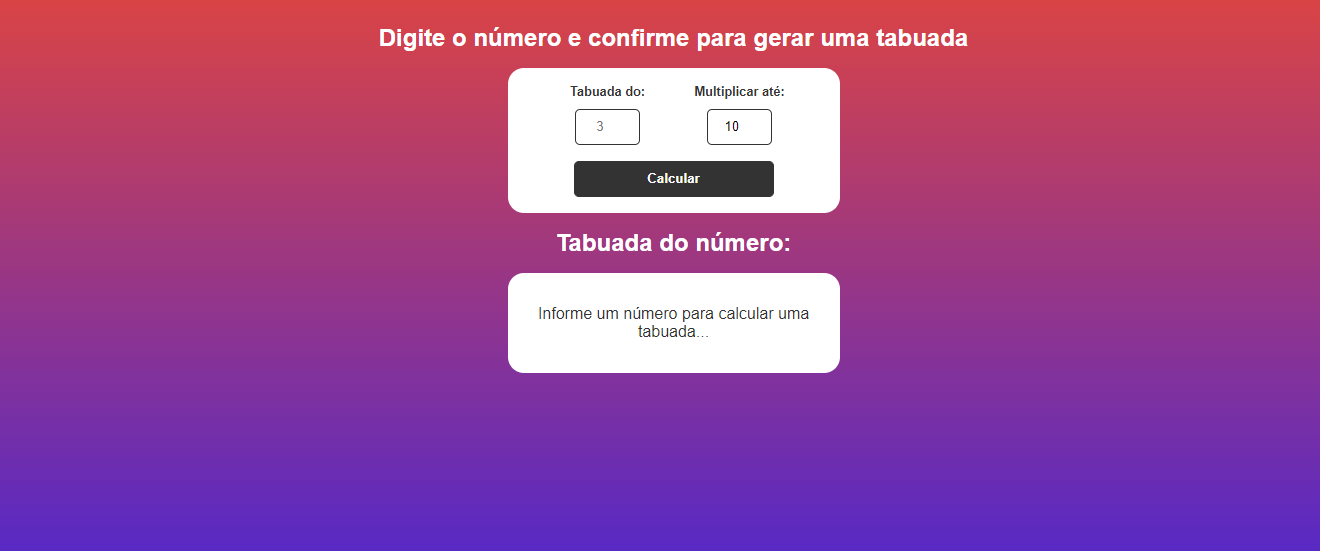 Digite o número e confirme para gerar uma tabuada
Tabuada do: Multiplicar até:
3 10
Calcular
Tabuada do número:
Informe um número para calcular uma
tabuada...